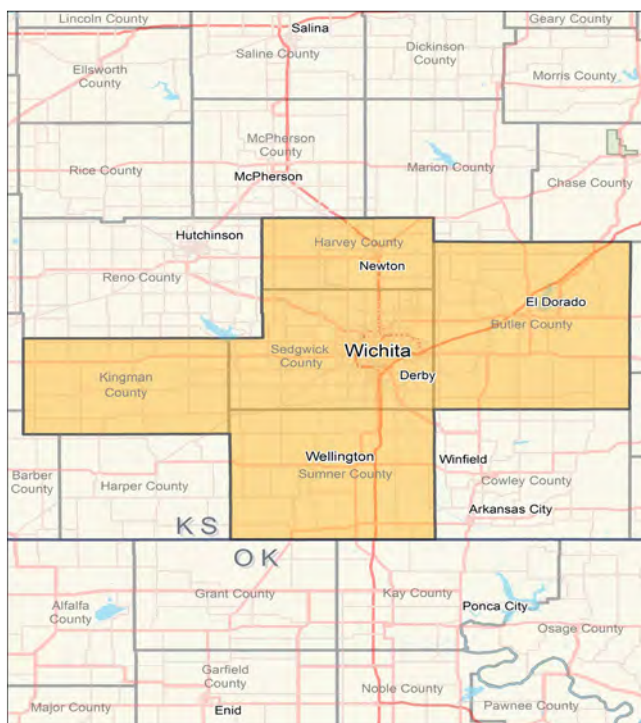 Lincoln County
Salina
Geary County
Saline County
Dickinson
County
Ellsworth
County
Morris County
McPherson
County
Rice County
Marion County
McPherson
Chase County
Hutchinson
Harvey County
Newton
Reno County
El Dorado
Butler County
Wichita
Sedgwick
County
Derby
Kingman
County
Wellington
Sumner County
Winfield
Barber
County
Harper County
Cowley County
Arkansas City
KS
OK
Grant County
Kay County
Alfalfa
County
Ponca City
Osage County
Garfield
County
Noble County
Major County
Enid
Pawnee County